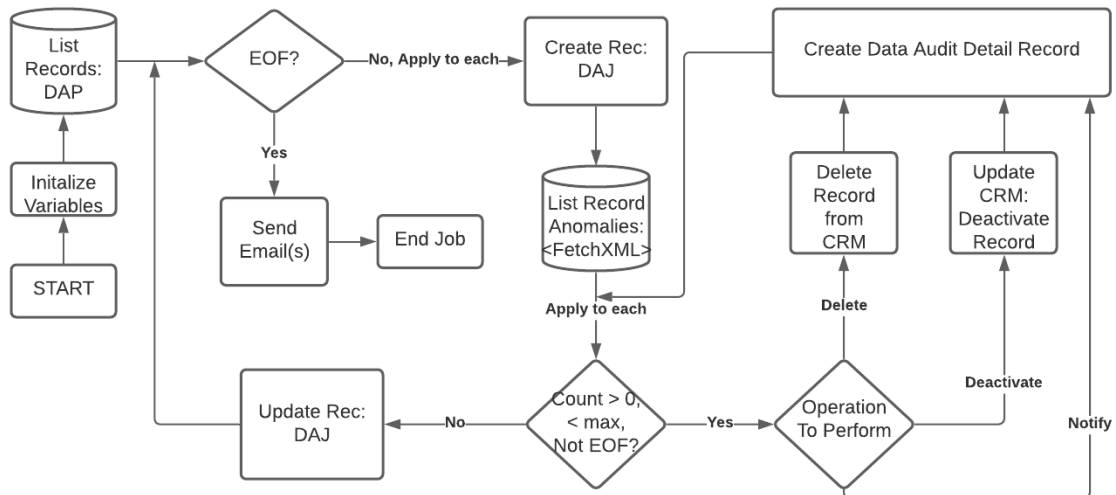 List
Records:
DAP
EOF?
No, Apply to each
Create Rec:
DAJ
Create Data Audit Detail Record
Yes
Initalize
Variables
Send
Email(s)
End Job
List Record
Anomalies:
<FetchXML>
Delete
Record
from
CRM
Update
CRM:
Deactivate
Record
START
Apply to each
Delete
Deactivate
Update Rec:
DAJ
No
Count > 0,
< max,
Not EOF?
Yes
Operation
To Perform
Notify